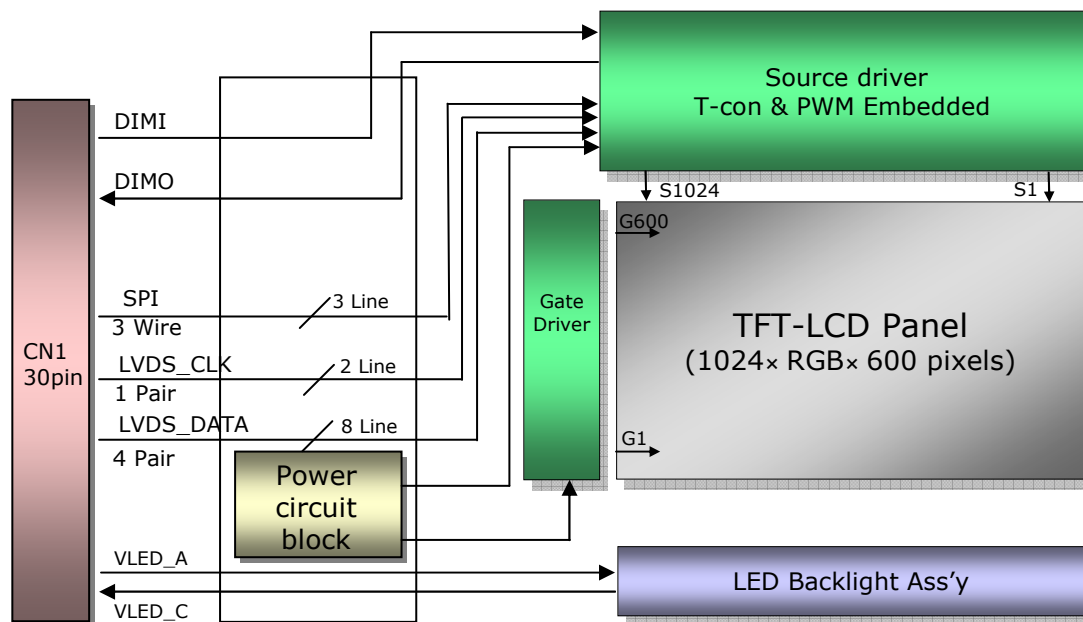 Source driver
T-con & PWM Embedded
DIMI
DIMO
S1024
S1
G600
SPI
3 Line
3 Wire
Gate
Driver
TFT-LCD Panel
(1024× RGB× 600 pixels)
CN1
30pin
LVDS_CLK
2 Line
1 Pair
LVDS_DATA
8 Line
G1
4 Pair
Power
circuit
block
VLED_A
LED Backlight Ass’y
VLED_C